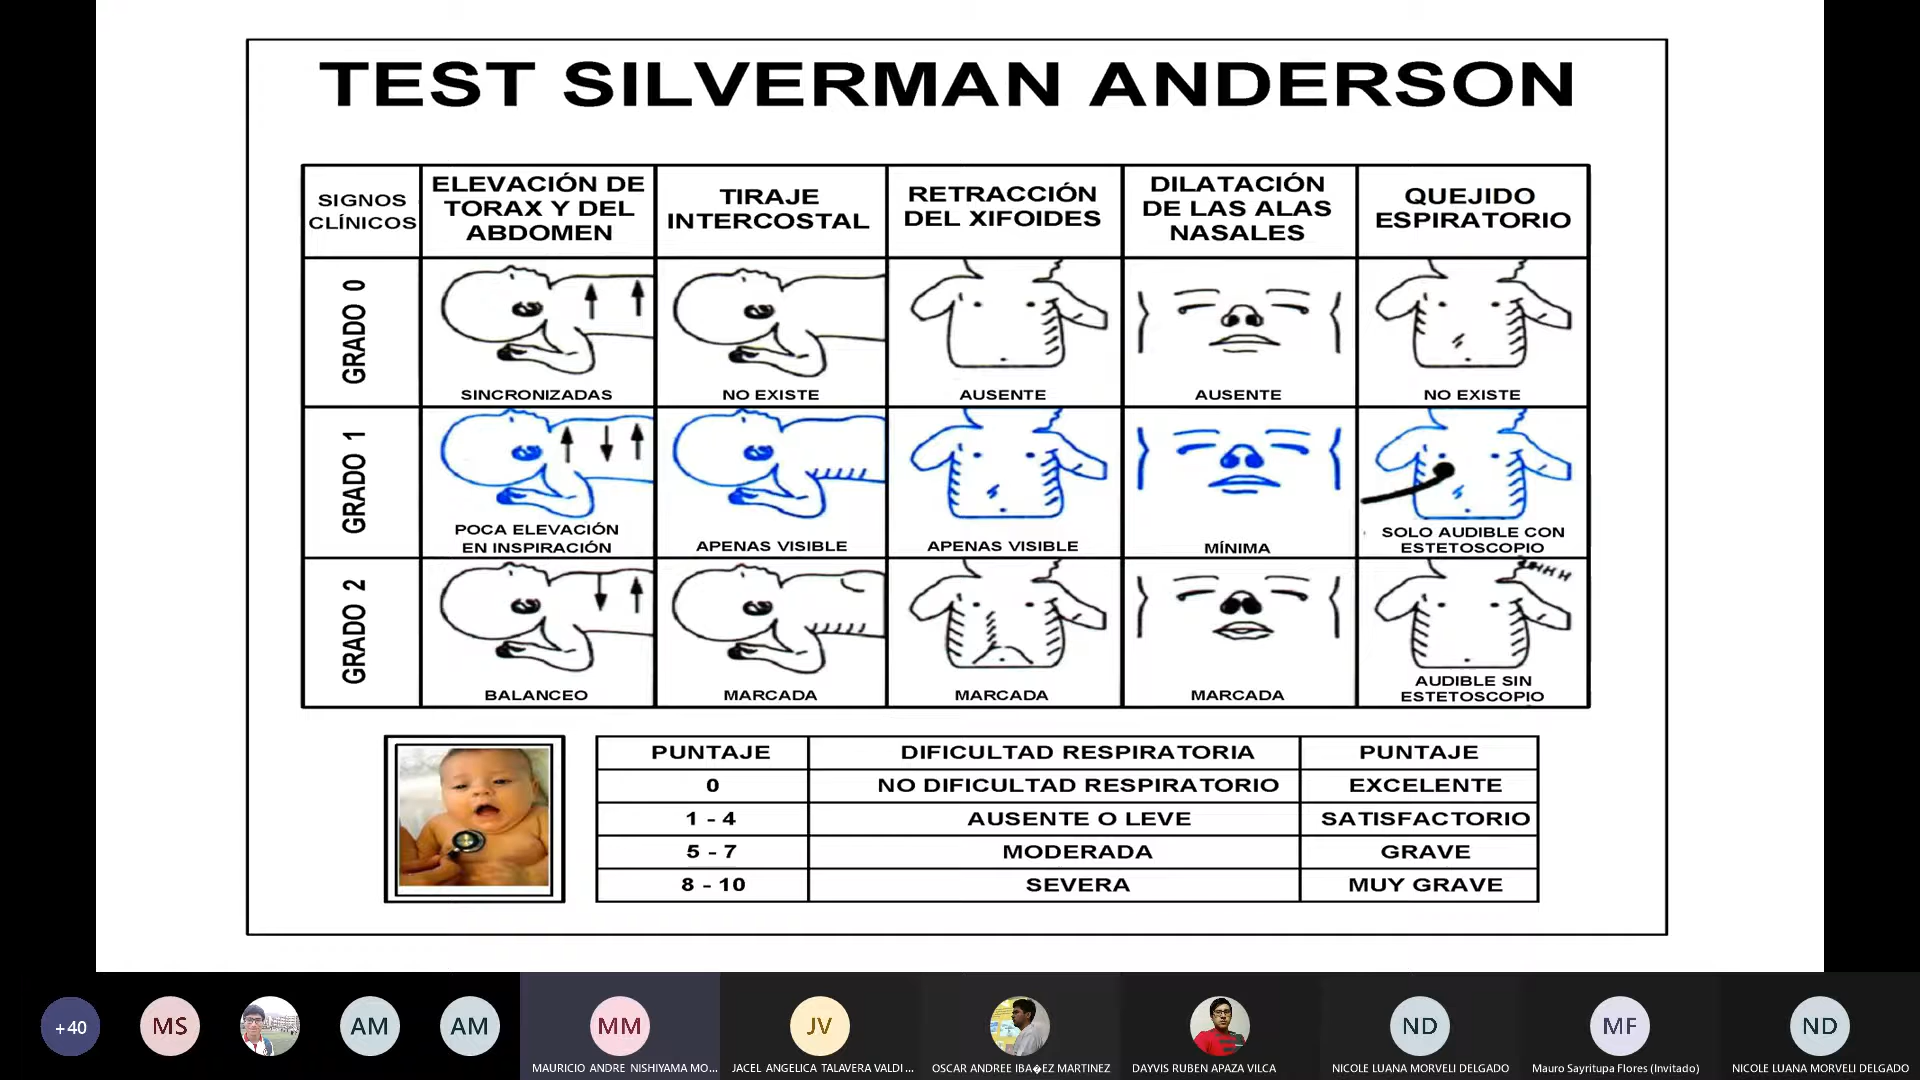 TEST SILVERMAN ANDERSON
SIGNOS
CLÍNICOS
ELEVACIÓN DE
TORAX Y DEL
ABDOMEN
TIRAJE
INTERCOSTAL
RETRACCIÓN
DEL XIFOIDES
DILATACIÓN
DE LAS ALAS
NASALES
QUEJIDO
ESPIRATORIO
GRADO 0
SINCRONIZADAS
NO EXISTE
AUSENTE
AUSENTE
NO EXISTE
GRADO 1
POCA ELEVACIÓN
EN INSPIRACIÓN
APENAS VISIBLE
APENAS VISIBLE
MÍNIMA
SOLO AUDIBLE CON
ESTETOSCOPIO
GRADO 2
BALANCEO
MARCADA
MARCADA
MARCADA
AUDIBLE SIN
ESTETOSCOPIO
PUNTAJE DIFICULTAD RESPIRATORIA PUNTAJE
0 NO DIFICULTAD RESPIRATORIO EXCELENTE
1 - 4 AUSENTE O LEVE SATISFACTORIO
5 - 7 MODERADA GRAVE
8 - 10 SEVERA MUY GRAVE
+40
MS
AM
AM
MM
JV
ND
MF
ND
MAURICIO ANDRE NISHIYAMA MO...
JACEL ANGELICA TALAVERA VALDI...
OSCAR ANDREE IBA�EZ MARTINEZ
DAYVIS RUBEN APAZA VILCA
NICOLE LUANA MORVELI DELGADO
Mauro Sayritupa Flores (Invitado)
NICOLE LUANA MORVELI DELGADO